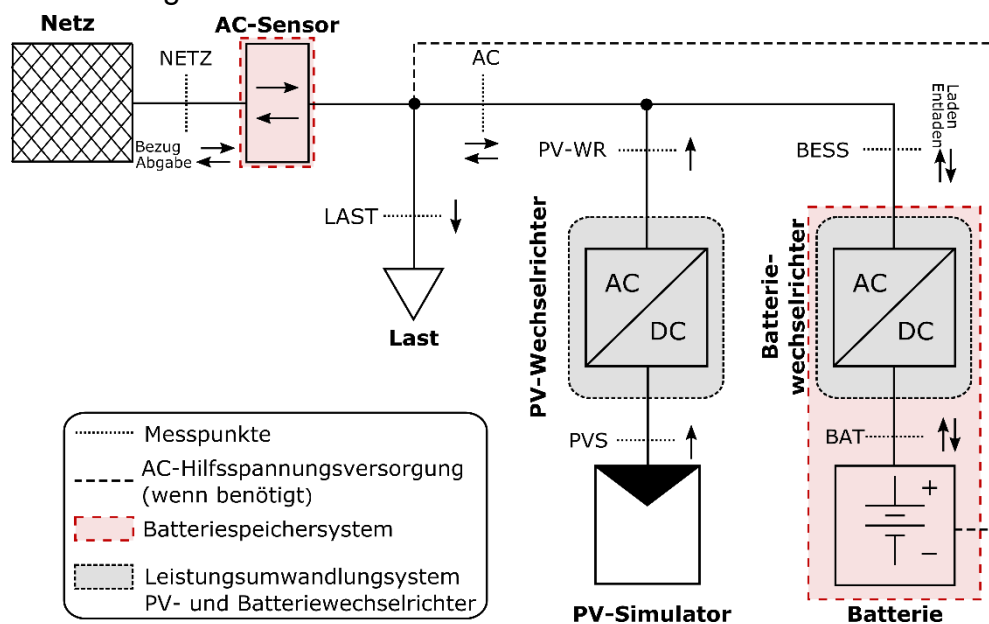 Netz
AC-Sensor
NETZ
AC
Bezug
Abgabe
Laden
Entladen
PV-WR
BESS
LAST
Last
PV-Wechselrichter
AC
DC
Batterie-
wechselrichter
AC
DC
PVS
BAT
+
−
PV-Simulator
Batterie
Messpunkte
AC-Hilfsspannungsversorgung
(wenn benötigt)
Batteriespeichersystem
Leistungsumwandlungsystem
PV- und Batteriewechselrichter